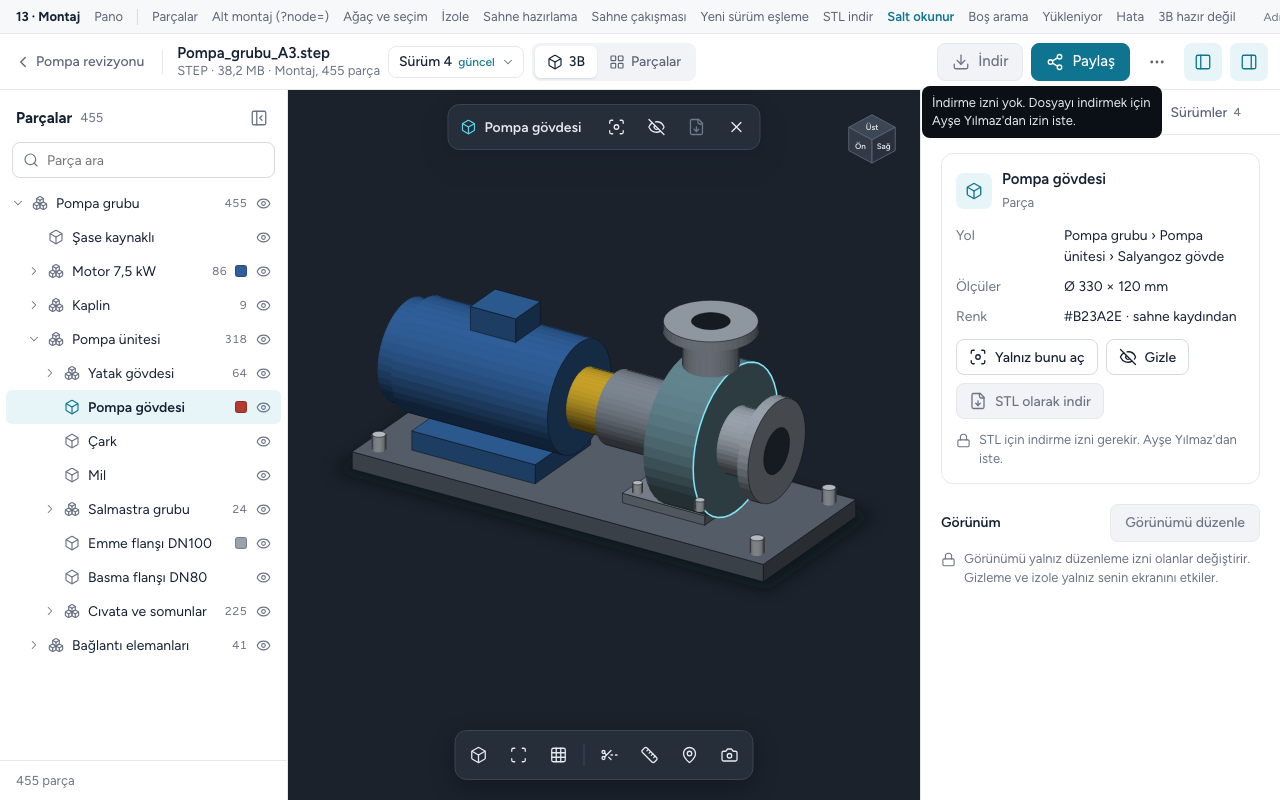 13 · Montaj Pano Parçalar Alt montaj (?node=) Ağaç ve seçim İzole Sahne hazırlama Sahne çakışması Yeni sürüm eşleme STL indir Salt okunur Boş arama Yükleniyor Hata 3B hazır değil
Pompa revizyonu
Pompa_grubu_A3.step
STEP · 38,2 MB · Montaj, 455 parça
Sürüm 4 güncel
3B Parçalar
İndir Paylaş
İndirme izni yok. Dosyayı indirmek için
Ayşe Yılmaz'dan izin iste.
Sürümler 4
Parçalar 455
Parça ara
Pompa grubu 455
Şase kaynaklı
Motor 7,5 kW 86
Kaplin 9
Pompa ünitesi 318
Yatak gövdesi 64
Pompa gövdesi
Çark
Mil
Salmastra grubu 24
Emme flanşı DN100
Basma flanşı DN80
Cıvata ve somunlar 225
Bağlantı elemanları 41
455 parça
Pompa gövdesi
Üst
Ön Sağ
Pompa gövdesi
Parça
Yol Pompa grubu › Pompa
ünitesi › Salyangoz gövde
Ölçüler Ø 330 × 120 mm
Renk #B23A2E · sahne kaydından
Yalnız bunu aç Gizle
STL olarak indir
STL için indirme izni gerekir. Ayşe Yılmaz'dan
iste.
Görünüm Görünümü düzenle
Görünümü yalnız düzenleme izni olanlar değiştirir.
Gizleme ve izole yalnız senin ekranını etkiler.